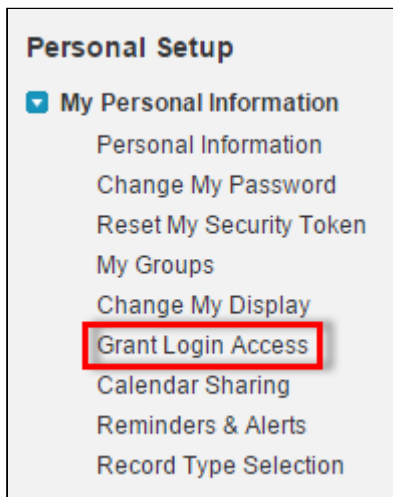 Personal Setup
My Personal Information
Personal Information
Change My Password
Reset My Security Token
My Groups
Change My Display
Grant Login Access
Calendar Sharing
Reminders & Alerts
Record Type Selection